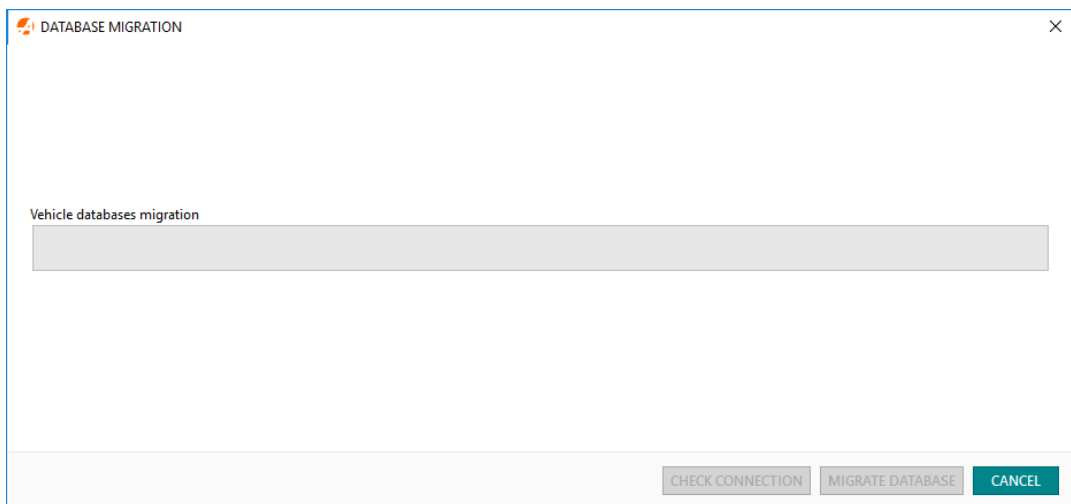 DATABASE MIGRATION
Vehicle databases migration
CHECK CONNECTION MIGRATE DATABASE CANCEL